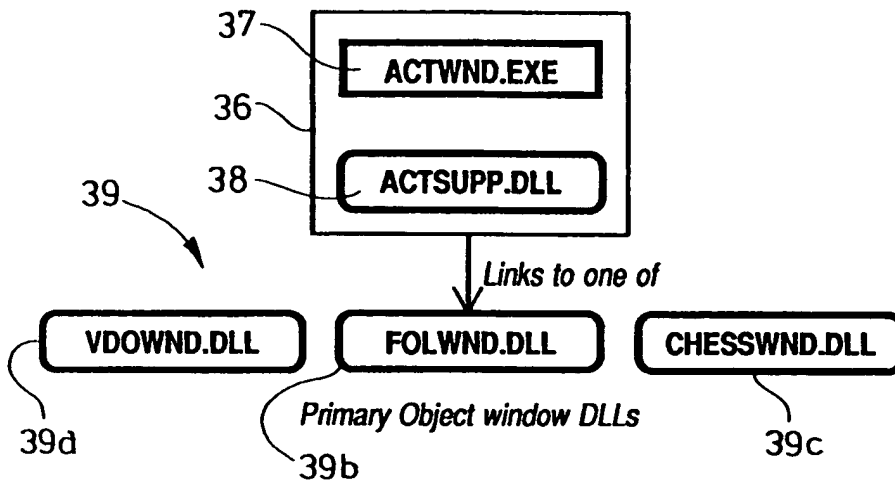 37
ACTWND.EXE
36
38
ACTSUPP.DLL
39
Links to one of
VDOWND.DLL
FOLWND.DLL
CHESSWND.DLL
39d
39b
Primary Object window DLLs
39c